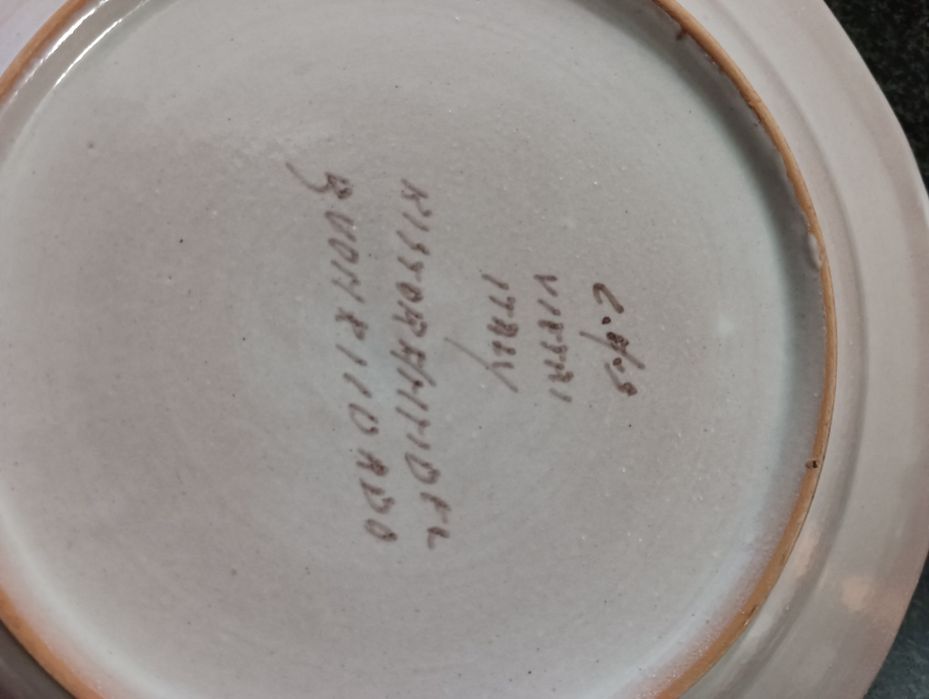 C.A.S
VIETRI
ITALY
RISTORANTI DEL
BUON RICORDO